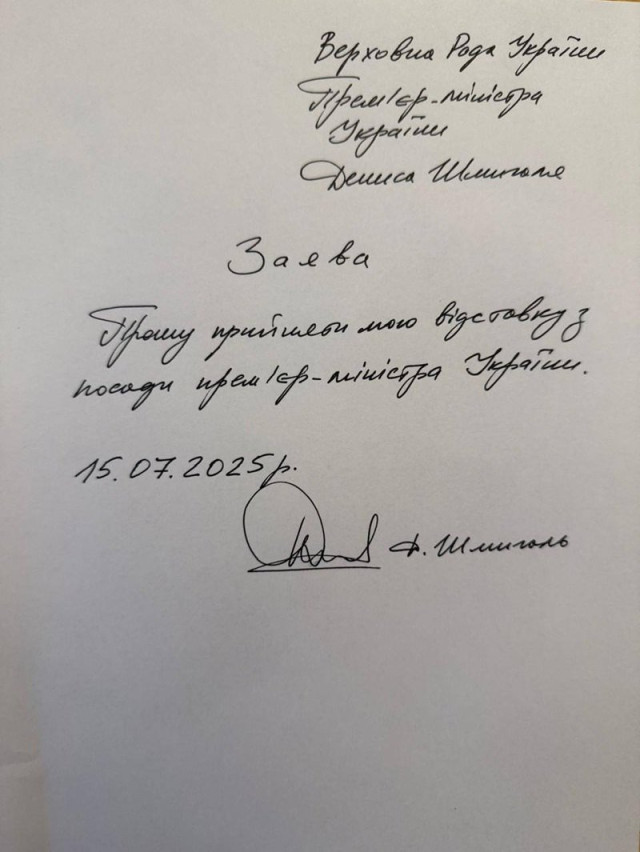 Верховна Рада України
Прем'єр-міністра
України
Дениса Шмигаля
Заява
Прошу прийняти мою відставку з
посади прем'єр-міністра України.
15.07.2025р.
Д. Шмигаль